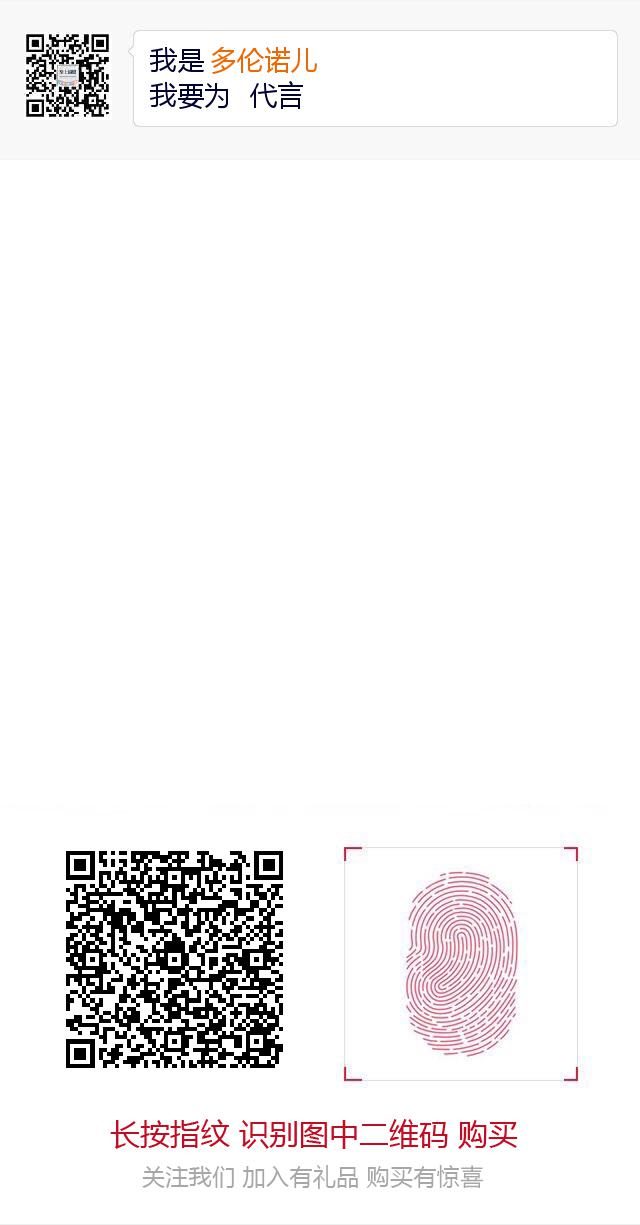 我是 多伦诺儿
我要为 代言
长按指纹 识别图中二维码 购买
关注我们 加入有礼品 购买有惊喜